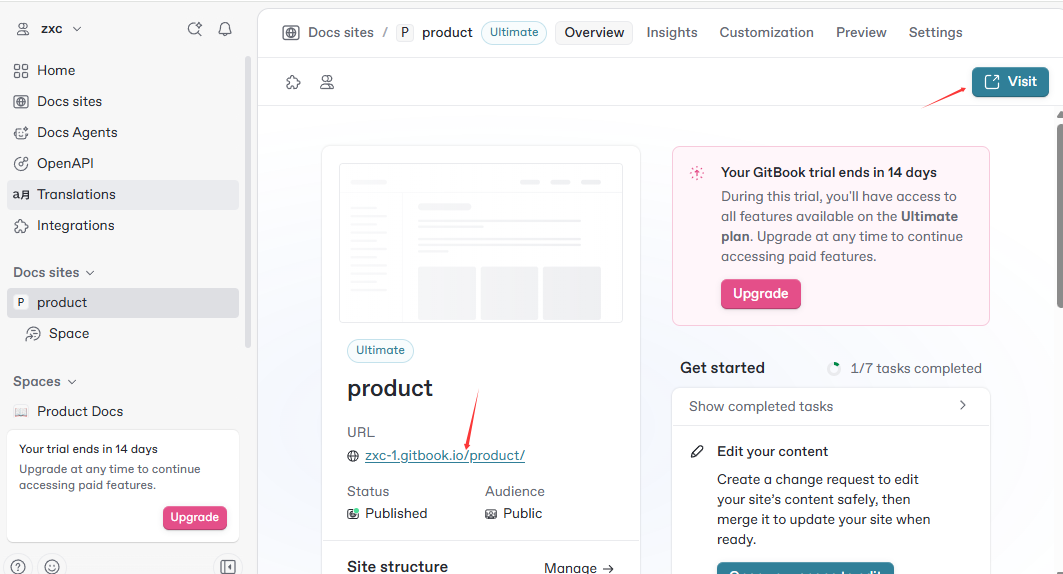 zxc
Docs sites / P product Ultimate Overview Insights Customization Preview Settings
Visit
Home
Docs sites
Docs Agents
OpenAPI
Translations
Integrations
Docs sites
P product
Space
Spaces
Product Docs
Your trial ends in 14 days
Upgrade at any time to continue
accessing paid features.
Upgrade
Ultimate
product
URL
zxc-1.gitbook.io/product/
Status
Audience
Published
Public
Site structure
Manage →
Your GitBook trial ends in 14 days
During this trial, you'll have access to
all features available on the Ultimate
plan. Upgrade at any time to continue
accessing paid features.
Upgrade
Get started
1/7 tasks completed
Show completed tasks
Edit your content
Create a change request to edit
your site's content safely, then
merge it to update your site when
ready.